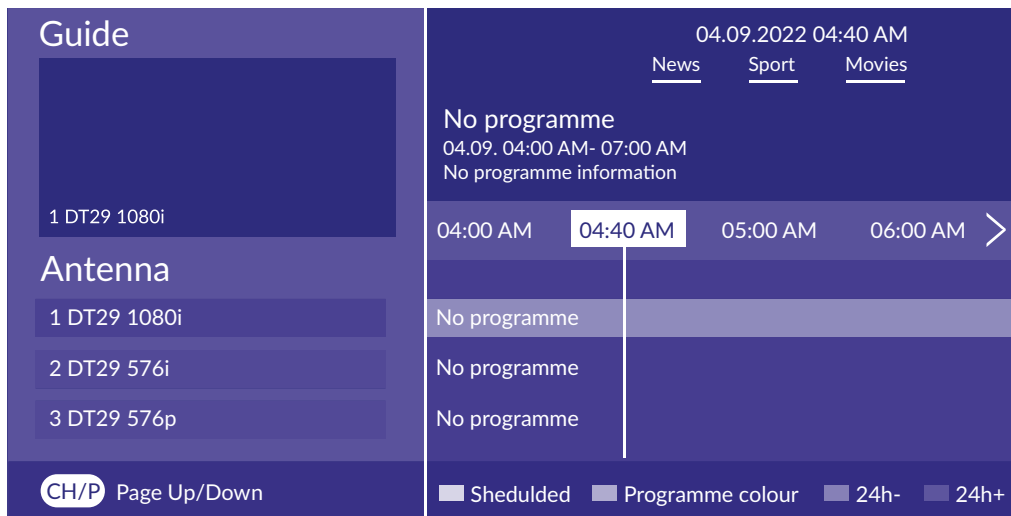 Guide
1 DT29 1080i
Antenna
1 DT29 1080i
2 DT29 576i
3 DT29 576p
CH/P Page Up/Down
04.09.2022 04:40 AM
News Sport Movies
No programme
04.09. 04:00 AM- 07:00 AM
No programme information
04:00 AM 04:40 AM 05:00 AM 06:00 AM
No programme
No programme
No programme
Shedulded Programme colour 24h- 24h+